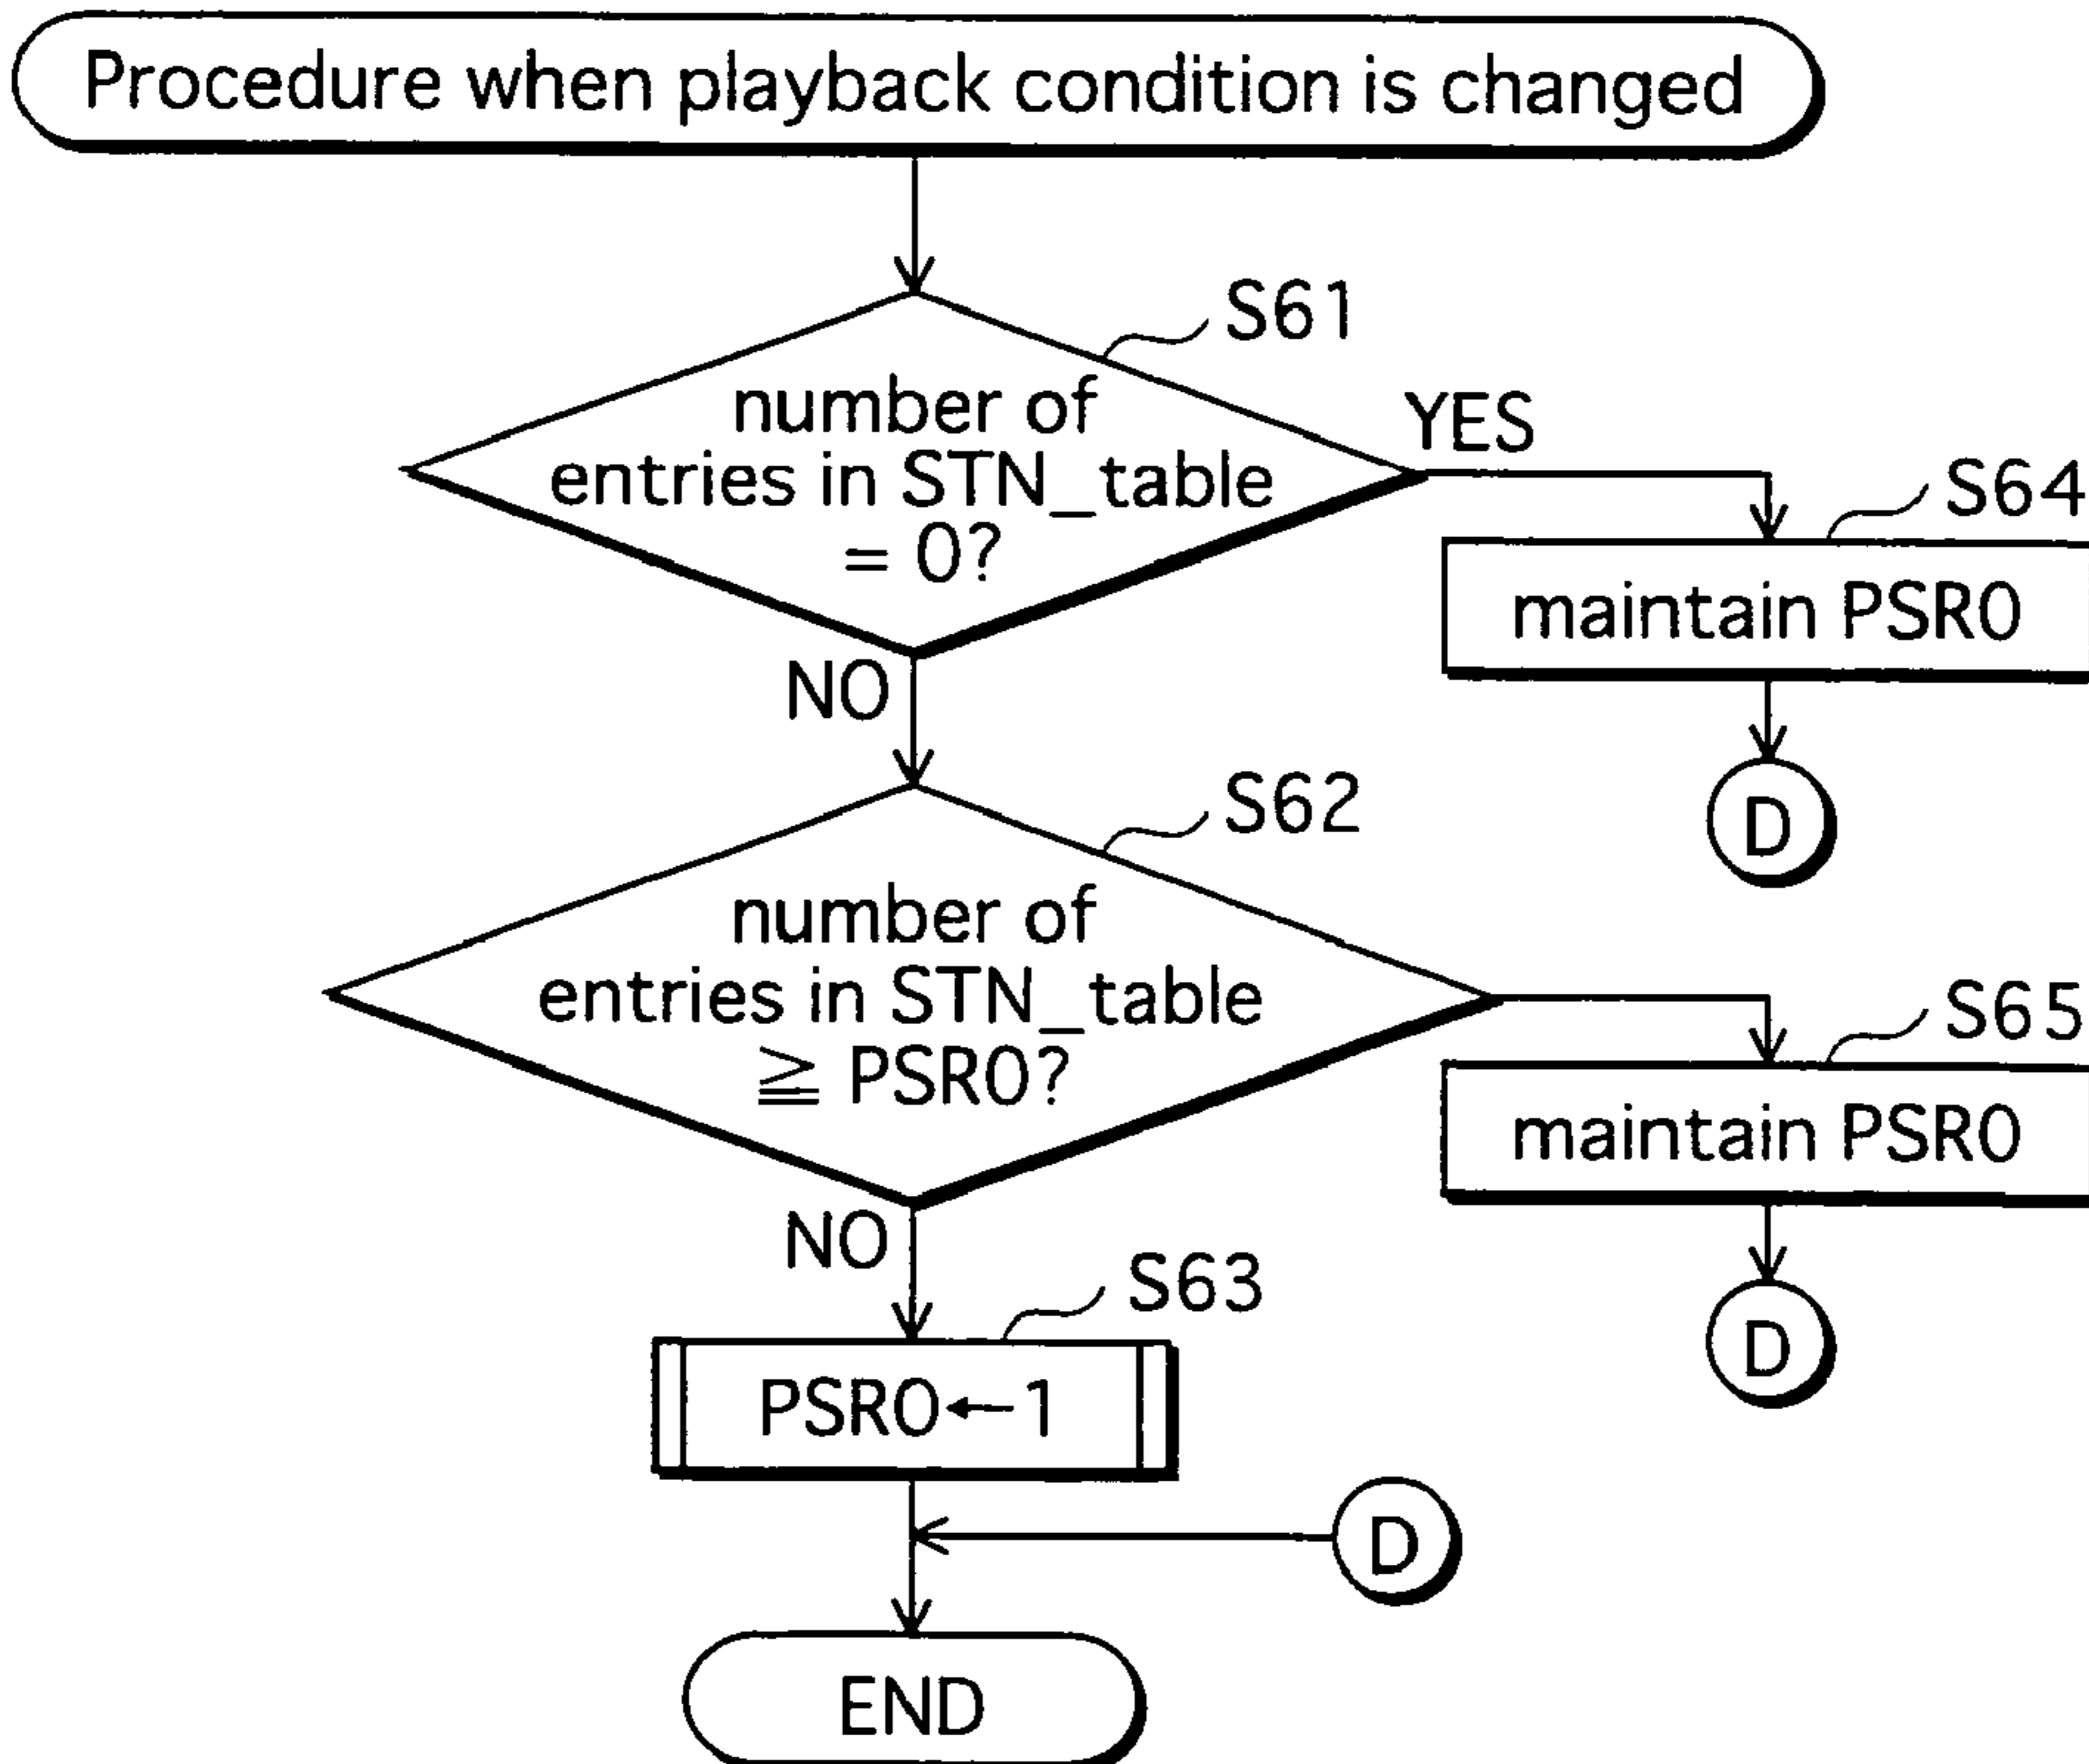 Procedure when playback condition is changed
S61
number of
entries in STN_table
= 0?
YES
S64
maintain PSR0
D
NO
S62
number of
entries in STN_table
≧ PSR0?
S65
maintain PSR0
D
NO
S63
PSR0←1
D
END